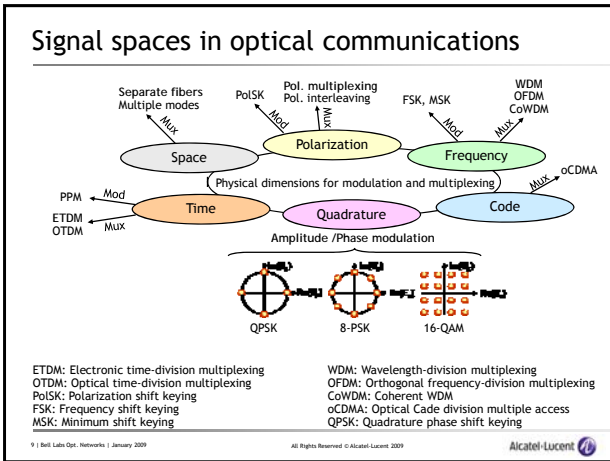 Signal spaces in optical communications
Separate fibers
Multiple modes
Mux
PolSK
Mod
Pol. multiplexing
Pol. interleaving
Mux
FSK, MSK
Mod
WDM
OFDM
CoWDM
Mux
Space
Polarization
Frequency
Physical dimensions for modulation and multiplexing
oCDMA
Mux
PPM
Mod
ETDM
OTDM
Mux
Time
Quadrature
Code
Amplitude /Phase modulation
QPSK
8-PSK
16-QAM
ETDM: Electronic time-division multiplexing
OTDM: Optical time-division multiplexing
PolSK: Polarization shift keying
FSK: Frequency shift keying
MSK: Minimum shift keying
WDM: Wavelength-division multiplexing
OFDM: Orthogonal frequency-division multiplexing
CoWDM: Coherent WDM
oCDMA: Optical Cade division multiple access
QPSK: Quadrature phase shift keying
9 | Bell Labs Opt. Networks | January 2009
All Rights Reserved © Alcatel-Lucent 2009
Alcatel·Lucent